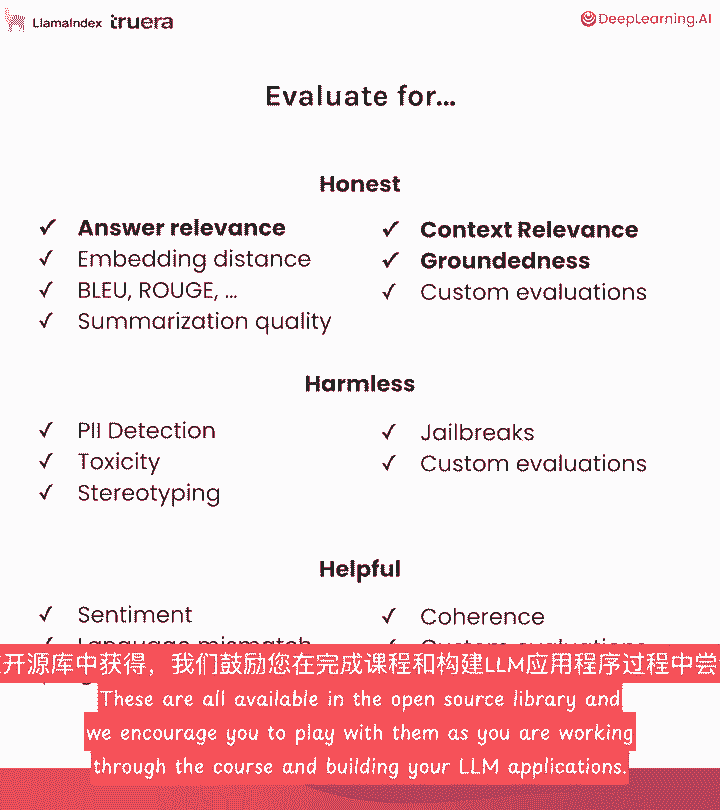 LlamaIndex truera
DeepLearning.AI
Evaluate for...
Honest
✓ Answer relevance
✓ Embedding distance
✓ BLEU, ROUGE, ...
✓ Summarization quality
✓ Context Relevance
✓ Groundedness
✓ Custom evaluations
Harmless
✓ PII Detection
✓ Toxicity
✓ Stereotyping
✓ Jailbreaks
✓ Custom evaluations
Helpful
✓ Sentiment
✓ Language mismatch
✓ Coherence
✓ Custom evaluations
开源库中获得，我们鼓励您在完成课程和构建LLM应用程序过程中尝
These are all available in the open source library and
we encourage you to play with them as you are working
through the course and building your LLM applications.